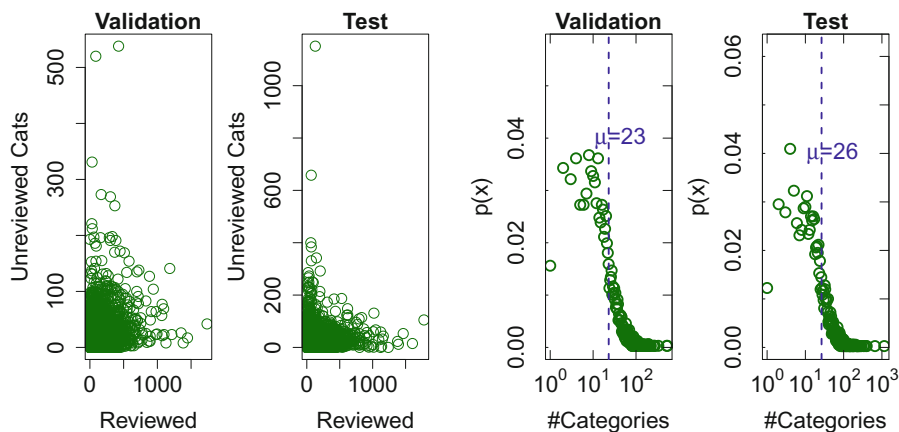 Validation
Unreviewed Cats
0 100 300 500
0 1000
Reviewed
Test
Unreviewed Cats
0 200 600 1000
0 1000
Reviewed
Validation
p(x)
0.00 0.02 0.04
μ=23
10^0 10^1 10^2
#Categories
Test
p(x)
0.00 0.02 0.04 0.06
μ=26
10^0 10^1 10^2 10^3
#Categories